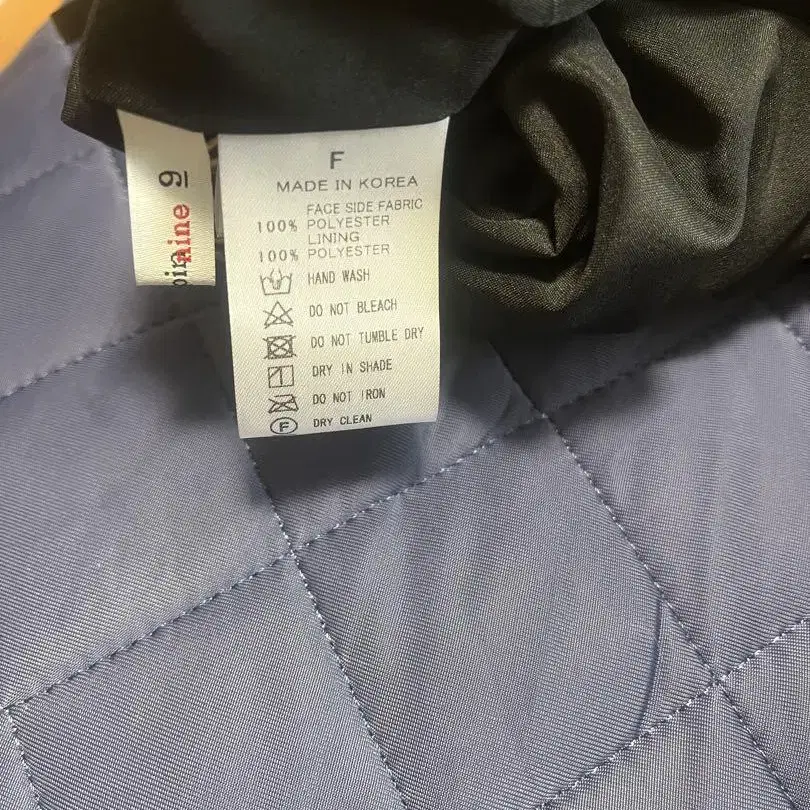 9
F
MADE IN KOREA
FACE SIDE FABRIC
100% POLYESTER
LINING
100% POLYESTER
HAND WASH
DO NOT BLEACH
DO NOT TUMBLE DRY
DRY IN SHADE
DO NOT IRON
F DRY CLEAN